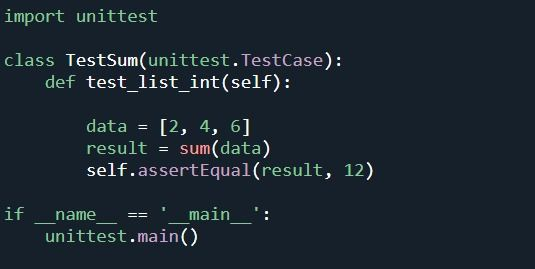 import unittest
class TestSum(unittest.TestCase):
    def test_list_int(self):
        data = [2, 4, 6]
        result = sum(data)
        self.assertEqual(result, 12)
if __name__ == '__main__':
    unittest.main()